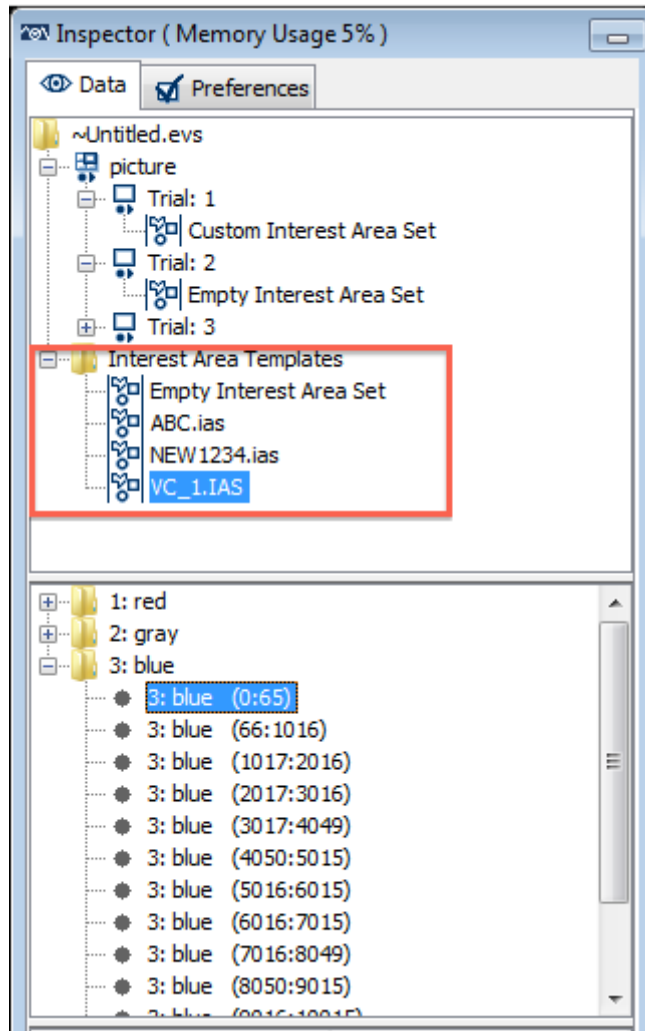 Inspector ( Memory Usage 5% )
Data Preferences
~Untitled.evs
picture
Trial: 1
Custom Interest Area Set
Trial: 2
Empty Interest Area Set
Trial: 3
Interest Area Templates
Empty Interest Area Set
ABC.ias
NEW1234.ias
VC_1.IAS
1: red
2: gray
3: blue
3: blue (0:65)
3: blue (66:1016)
3: blue (1017:2016)
3: blue (2017:3016)
3: blue (3017:4049)
3: blue (4050:5015)
3: blue (5016:6015)
3: blue (6016:7015)
3: blue (7016:8049)
3: blue (8050:9015)